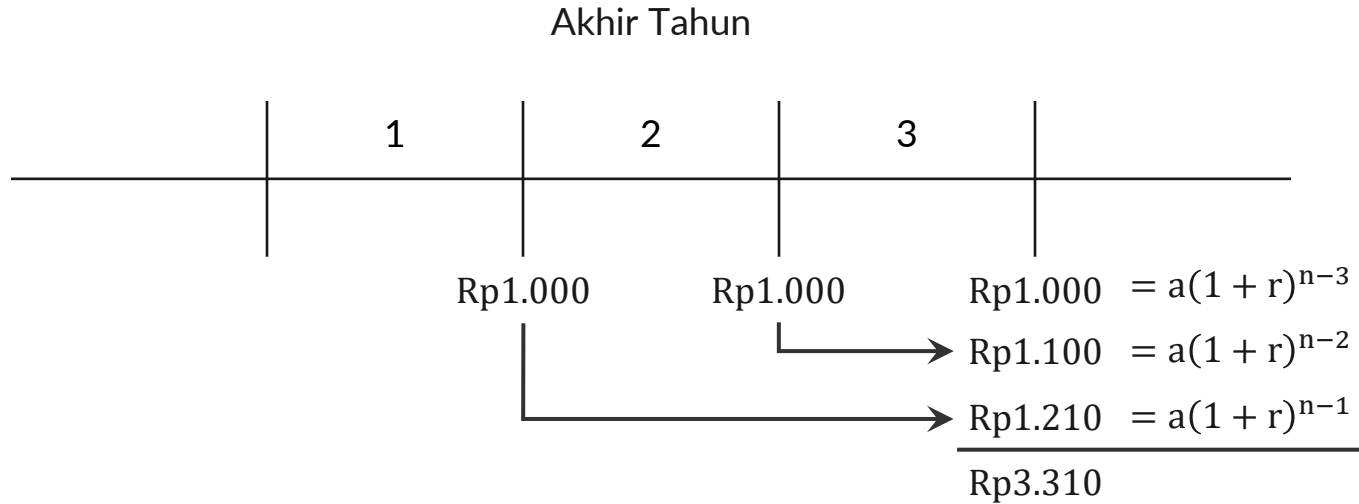 Akhir Tahun
1 2 3
Rp1.000 Rp1.000 Rp1.000 = a(1 + r)ⁿ⁻³
Rp1.100 = a(1 + r)ⁿ⁻²
Rp1.210 = a(1 + r)ⁿ⁻¹
Rp3.310